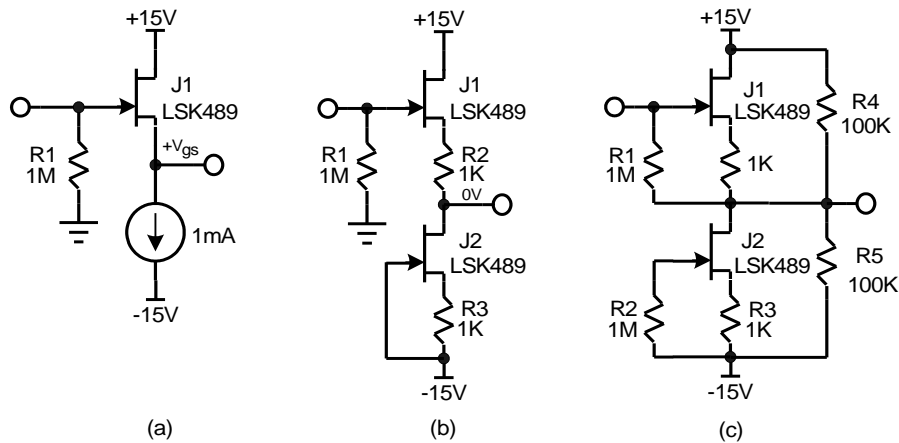 +15V
J1
LSK489
R1
1M
+Vgs
1mA
-15V
(a)
+15V
J1
LSK489
R1
1M
R2
1K
0V
J2
LSK489
R3
1K
-15V
(b)
+15V
J1
LSK489
R4
100K
R1
1M
1K
J2
LSK489
R5
100K
R2
1M
R3
1K
-15V
(c)